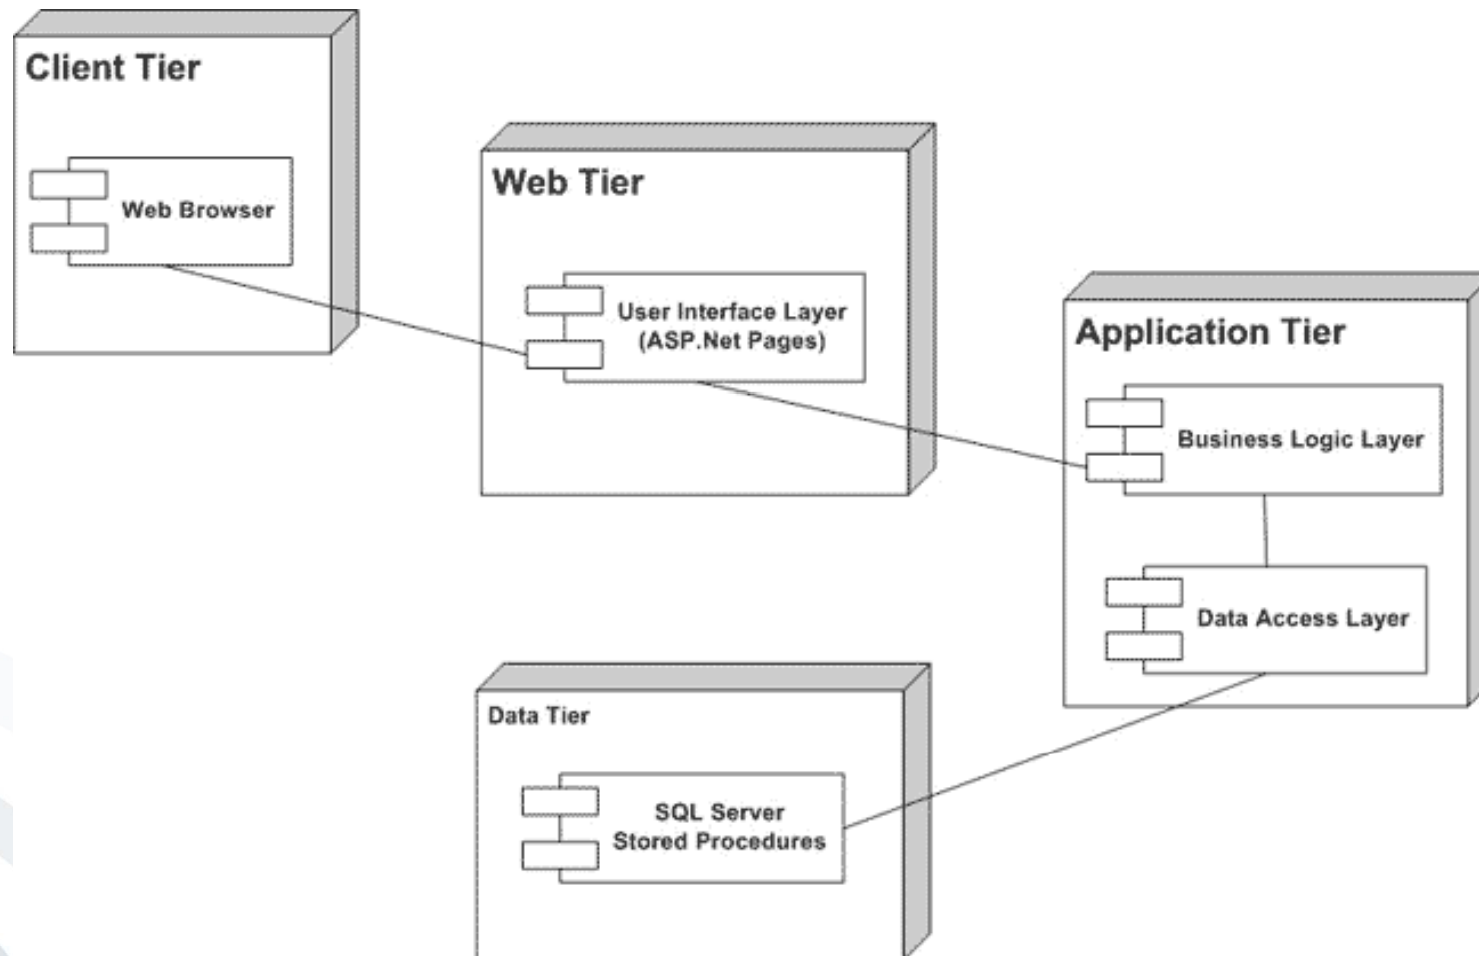 Client Tier
Web Browser
Web Tier
User Interface Layer
(ASP.Net Pages)
Application Tier
Business Logic Layer
Data Access Layer
Data Tier
SQL Server
Stored Procedures